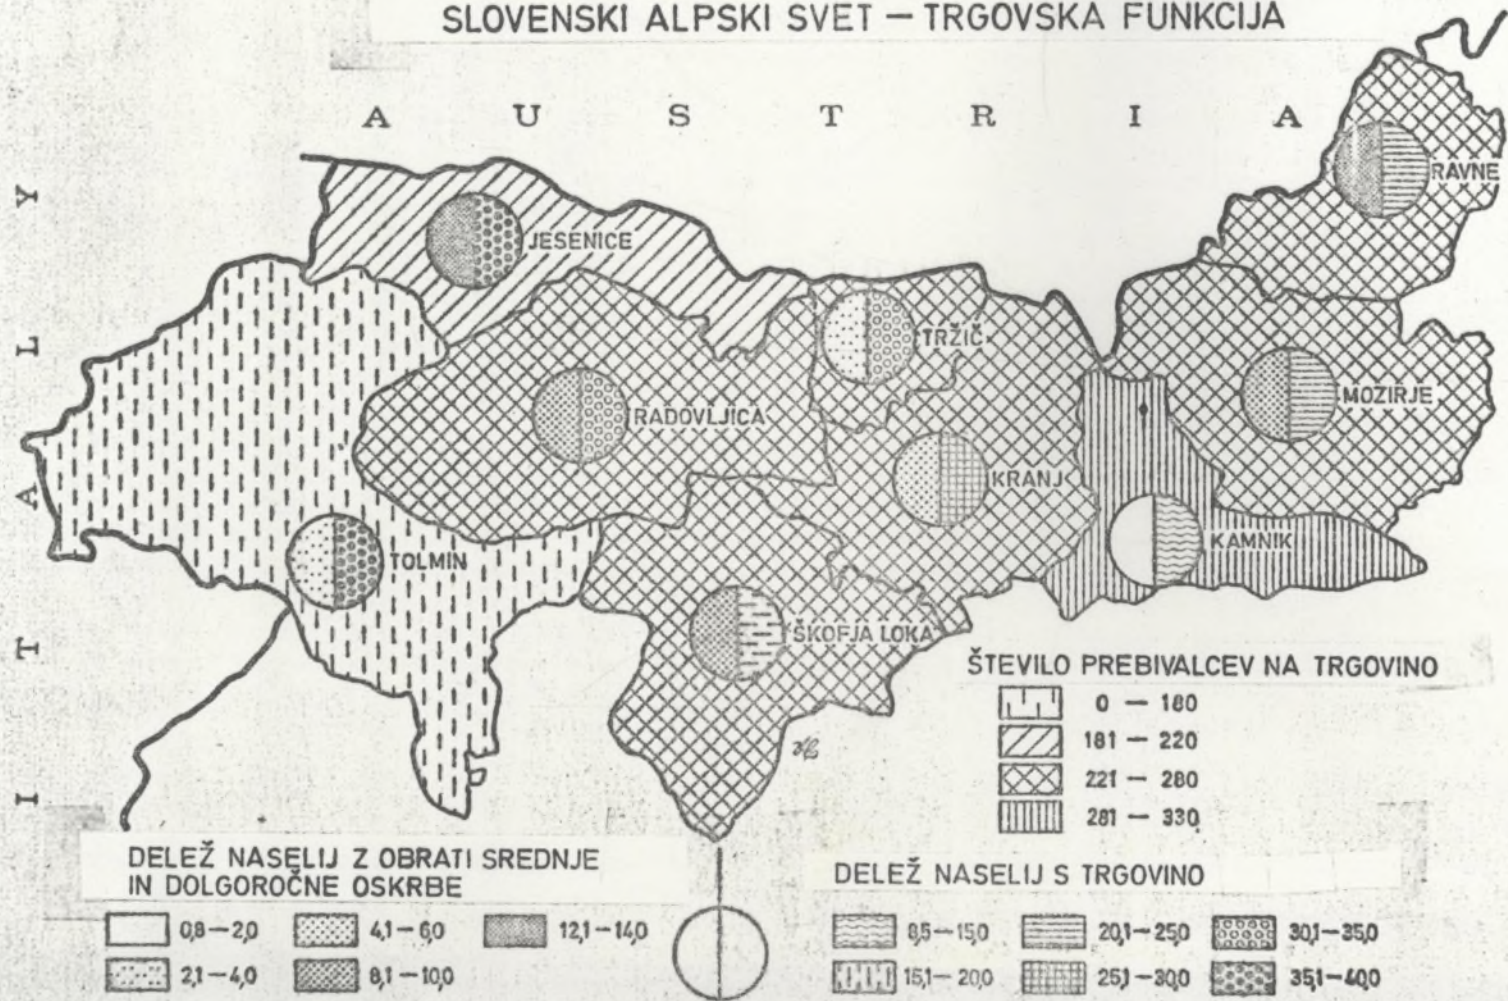 SLOVENSKI ALPSKI SVET — TRGOVSKA FUNKCIJA
A U S T R I A
I T A L Y
RAVNE
JESENICE
TRŽIČ
RADOVLJICA
MOZIRJE
KRANJ
KAMNIK
TOLMIN
ŠKOFJA LOKA
ŠTEVILO PREBIVALCEV NA TRGOVINO
0 — 180
181 — 220
221 — 280
281 — 330
DELEŽ NASELIJ Z OBRATI SREDNJE
IN DOLGOROČNE OSKRBE
0,8—2,0
4,1—6,0
12,1—14,0
2,1—4,0
8,1—10,0
DELEŽ NASELIJ S TRGOVINO
8,5—15,0
20,1—25,0
30,1—35,0
15,1—20,0
25,1—30,0
35,1—40,0